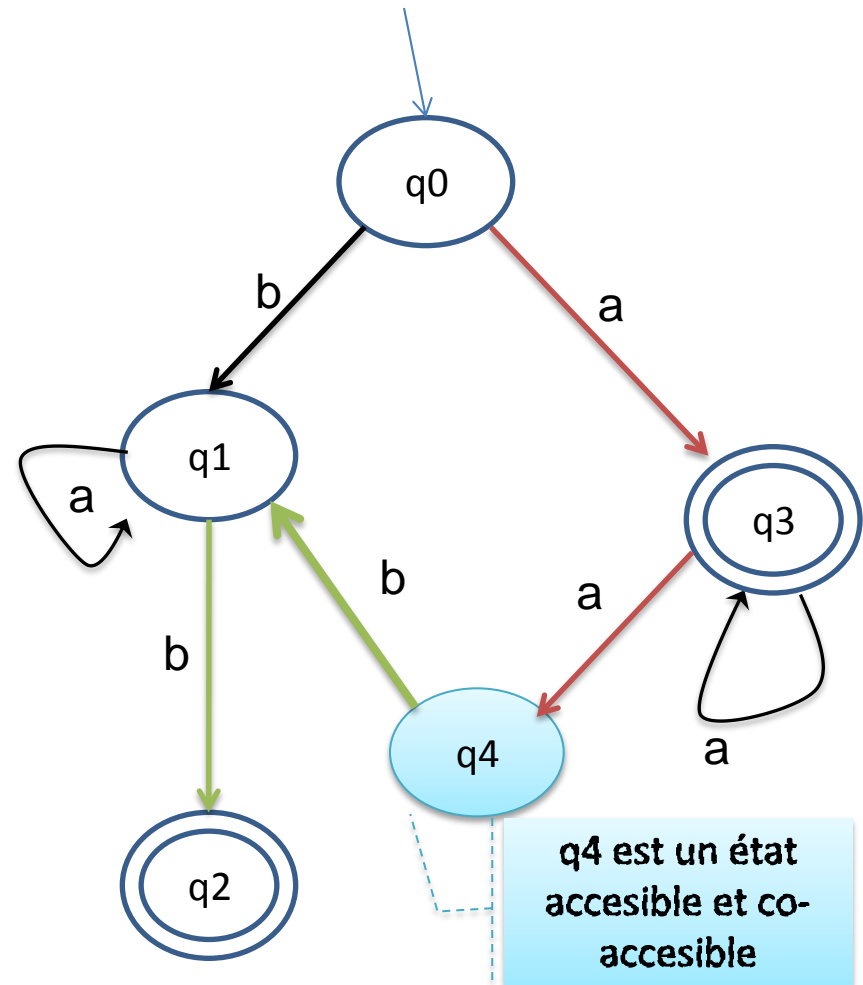 q0
b
a
q1
a
q3
b
a
b
q4
a
q2
q4 est un état
accesible et co-
accesible